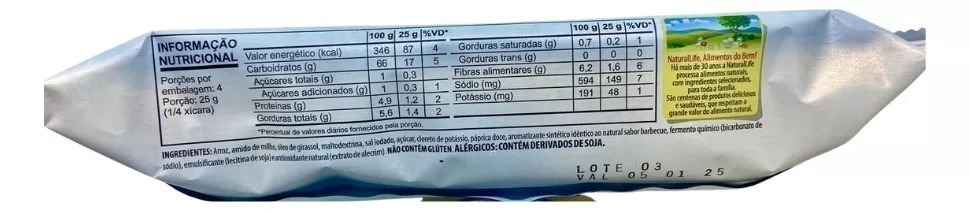 INFORMAÇÃO
NUTRICIONAL
Porções por
embalagem: 4
Porção: 25 g
(1/4 xícara)
100 g 25 g %VD*
Valor energético (kcal) 346 87 4
Carboidratos (g) 66 17 5
Açúcares totais (g) 1 0,3
Açúcares adicionados (g) 1 0,3 1
Proteínas (g) 4,9 1,2 2
Gorduras totais (g) 5,6 1,4 2
100 g 25 g %VD*
Gorduras saturadas (g) 0,7 0,2 1
Gorduras trans (g) 0 0 0
Fibras alimentares (g) 6,2 1,6 6
Sódio (mg) 594 149 7
Potássio (mg) 191 48 1
*Percentual de valores diários fornecidos pela porção.
NaturalLife, Alimentos do Bem!
Há mais de 30 anos a NaturalLife
processa alimentos naturais,
com ingredientes selecionados,
para toda a família.
São centenas de produtos deliciosos
e saudáveis, que respeitam o
grande valor do alimento natural.
INGREDIENTES: Arroz, amido de milho, óleo de girassol, maltodextrina, sal iodado, açúcar, cloreto de potássio, páprica doce, aromatizante sintético idêntico ao natural sabor barbecue, fermento químico (bicarbonato de
sódio), emulsificante (lecitina de soja) e antioxidante natural (extrato de alecrim). NÃO CONTÉM GLÚTEN. ALÉRGICOS: CONTÉM DERIVADOS DE SOJA.
LOTE 03
VAL 05 01 25